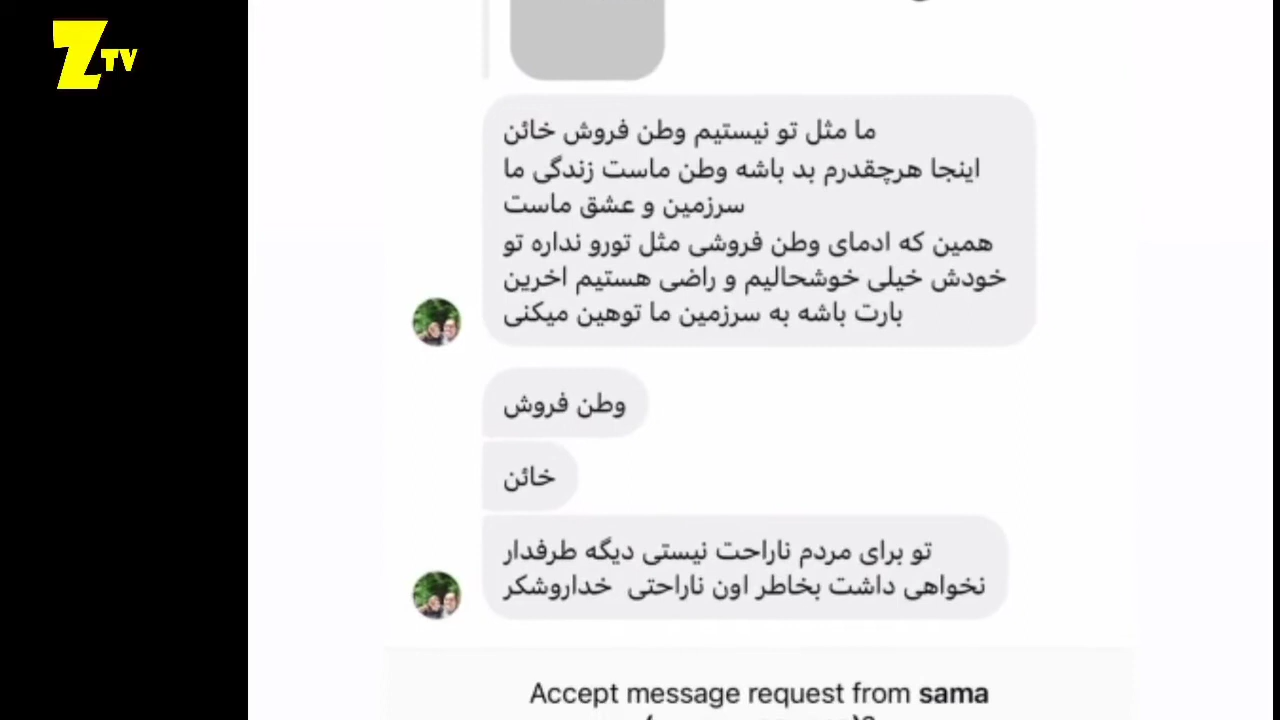 Z TV
ما مثل تو نیستیم وطن فروش خائن
اینجا هرچقدرم بد باشه وطن ماست زندگی ما
سرزمین و عشق ماست
همین که ادمای وطن فروشی مثل تورو نداره تو
خودش خیلی خوشحالیم و راضی هستیم اخرین
بارت باشه به سرزمین ما توهین میکنی
وطن فروش
خائن
تو برای مردم ناراحت نیستی دیگه طرفدار
نخواهی داشت بخاطر اون ناراحتی خداروشکر
Accept message request from sama